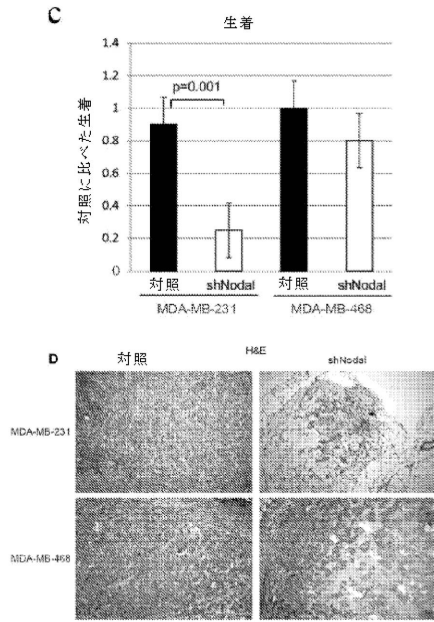 C
生着
対照に比べた生着
1.4
1.2
1
0.8
0.6
0.4
0.2
0
p=0.001
対照 shNodal 対照 shNodal
MDA-MB-231 MDA-MB-468
D 対照 H&E shNodal
MDA-MB-231
MDA-MB-468